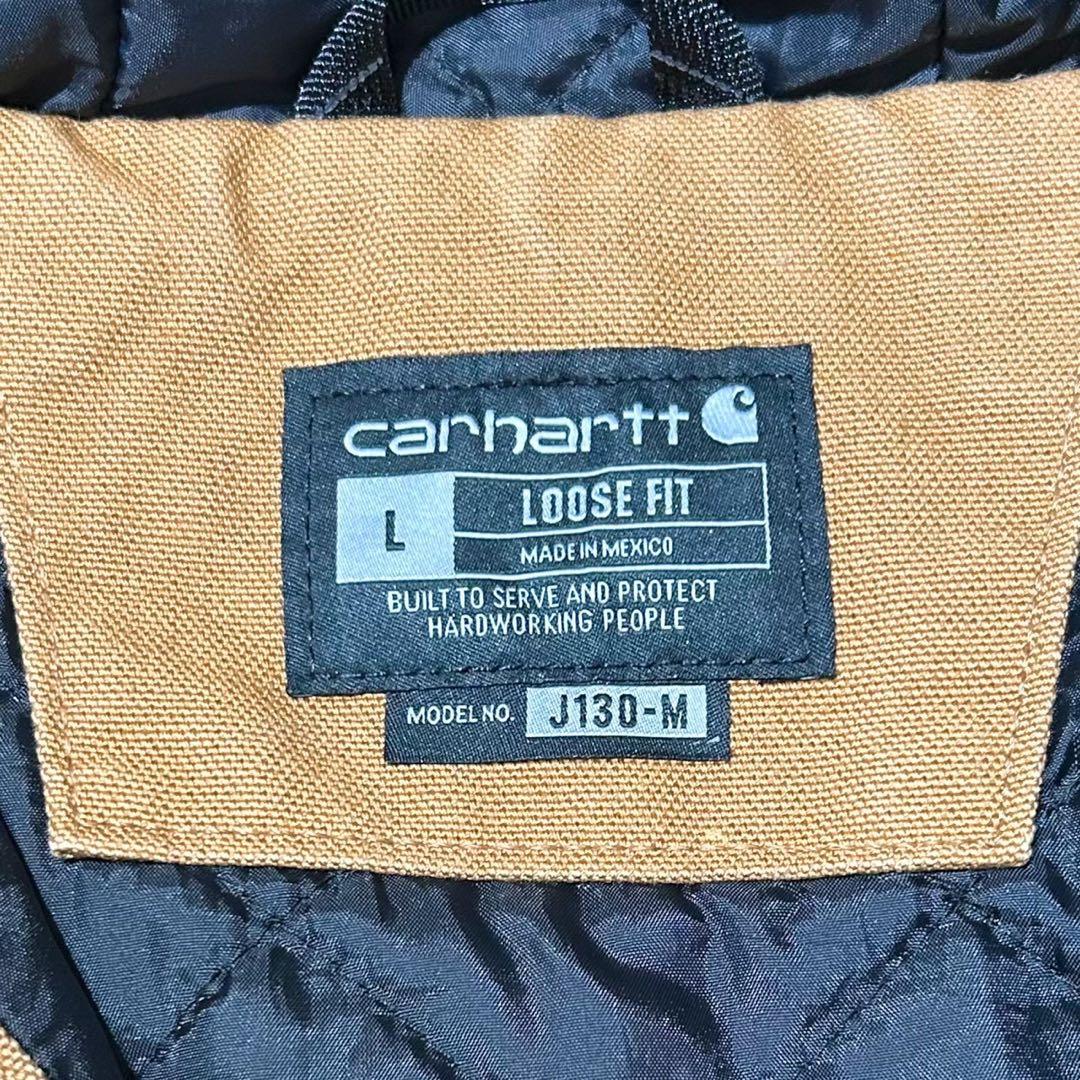 carhartt
L LOOSE FIT
MADE IN MEXICO
BUILT TO SERVE AND PROTECT
HARDWORKING PEOPLE
MODEL NO. J130-M